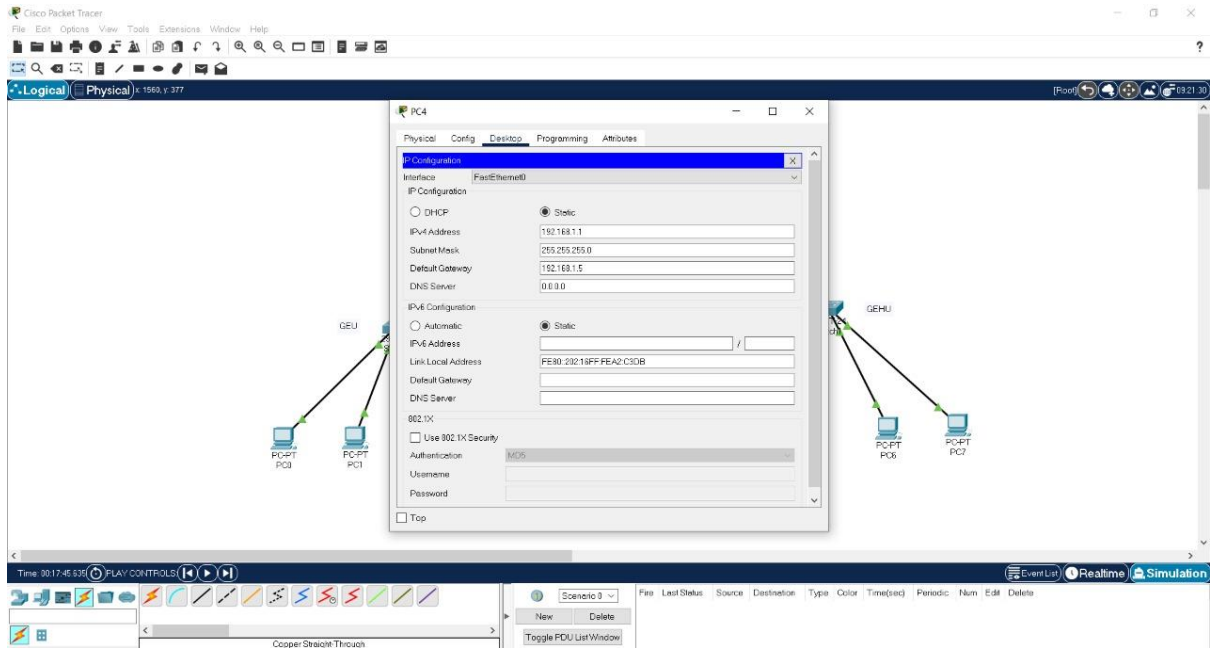 Cisco Packet Tracer
File Edit Options View Tools Extensions Window Help
?
Logical Physical x: 1560, y: 377 [Root] 09:21:30
PC4
Physical Config Desktop Programming Attributes
IP Configuration X
Interface FastEthernet0
IP Configuration
DHCP Static
IPv4 Address 192.168.1.1
Subnet Mask 255.255.255.0
Default Gateway 192.168.1.5
DNS Server 0.0.0.0
IPv6 Configuration
Automatic Static
IPv6 Address /
Link Local Address FE80::202:16FF:FEA2:C3DB
Default Gateway
DNS Server
802.1X
Use 802.1X Security
Authentication MD5
Username
Password
Top
GEU
GEHU
PC-PT
PC0
PC-PT
PC1
PC-PT
PC6
PC-PT
PC7
Time: 00:17:45.635 PLAY CONTROLS: Event List Realtime Simulation
Scenario 0
New Delete
Toggle PDU List Window
Fire Last Status Source Destination Type Color Time(sec) Periodic Num Edit Delete
Copper Straight-Through